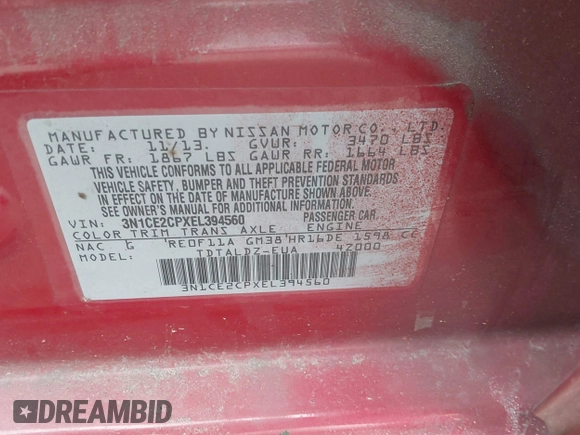 MANUFACTURED BY NISSAN MOTOR CO., LTD.
DATE: 11/13. GVWR: 3470 LBS
GAWR FR: 1867 LBS GAWR RR: 1664 LBS
THIS VEHICLE CONFORMS TO ALL APPLICABLE FEDERAL MOTOR
VEHICLE SAFETY, BUMPER AND THEFT PREVENTION STANDARDS
IN EFFECT ON THE DATE OF MANUFACTURE SHOWN ABOVE.
SEE OWNER'S MANUAL FOR ADDITIONAL INFORMATION.
VIN: 3N1CE2CPXEL394560 PASSENGER CAR
COLOR TRIM TRANS AXLE ENGINE
NAC G RE0F11A GM38 HR16DE 1598 CC
MODEL: TDTALDZ-EUA 42000
3N1CE2CPXEL394560
DREAMBID